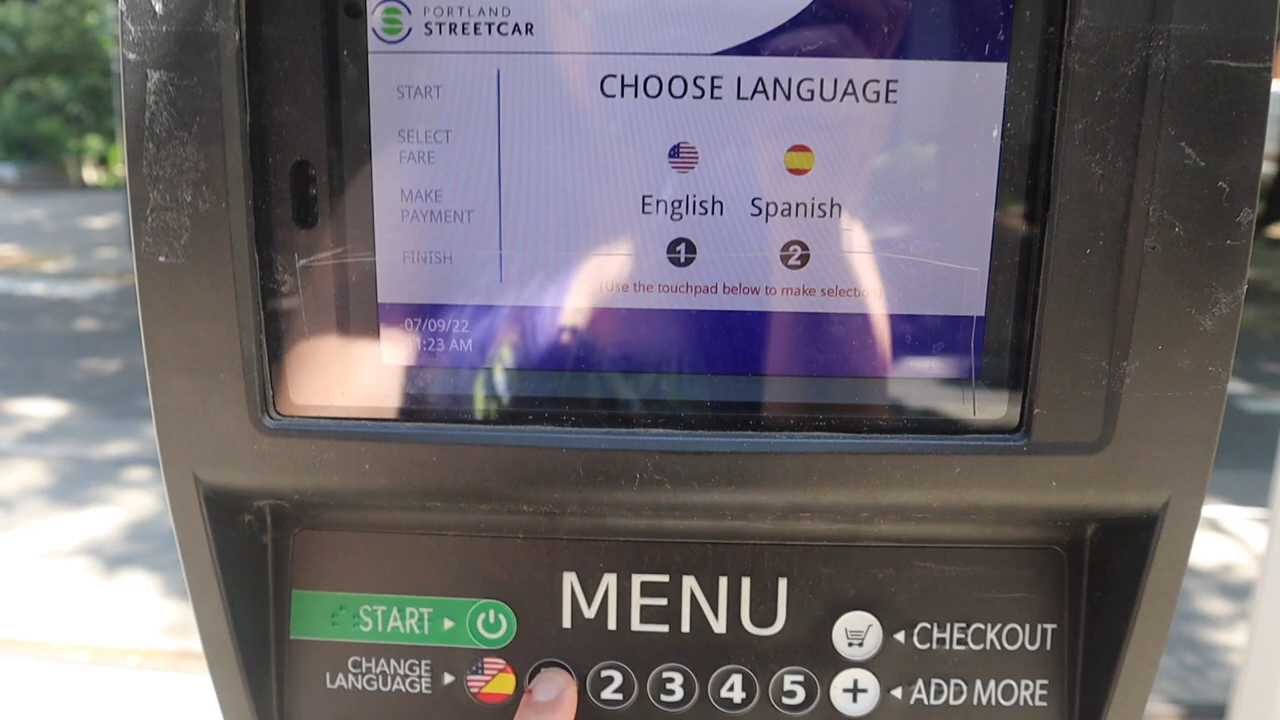 PORTLAND
STREETCAR
CHOOSE LANGUAGE
START
SELECT
FARE
MAKE
PAYMENT
FINISH
English Spanish
1 2
(Use the touchpad below to make selection)
07/09/22
:23 AM
MENU
START
CHECKOUT
CHANGE
LANGUAGE
2 3 4 5
ADD MORE